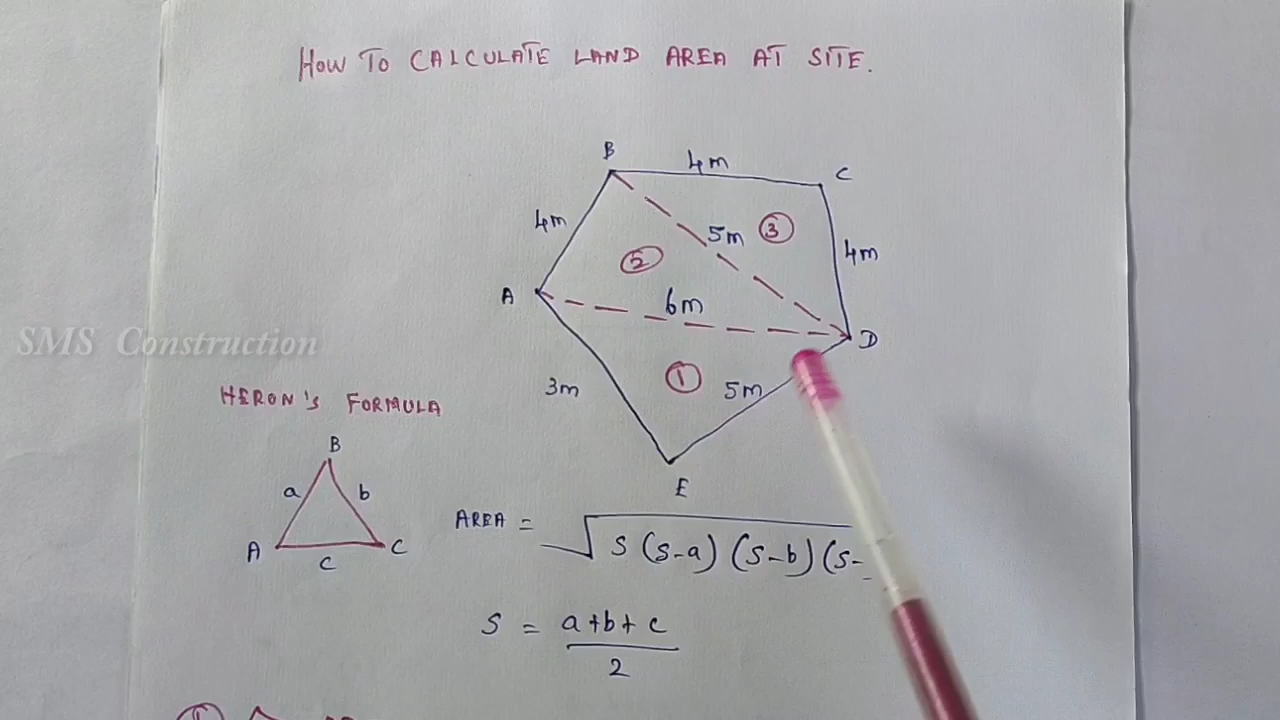 HOW TO CALCULATE LAND AREA AT SITE.
B
4m
C
4m
5m
3
4m
2
A
6m
D
SMS Construction
1
3m
5m
HERON'S FORMULA
B
E
a
b
A
C
c
AREA = √ S (S-a) (S-b) (S-
S = a+b+c
2
1